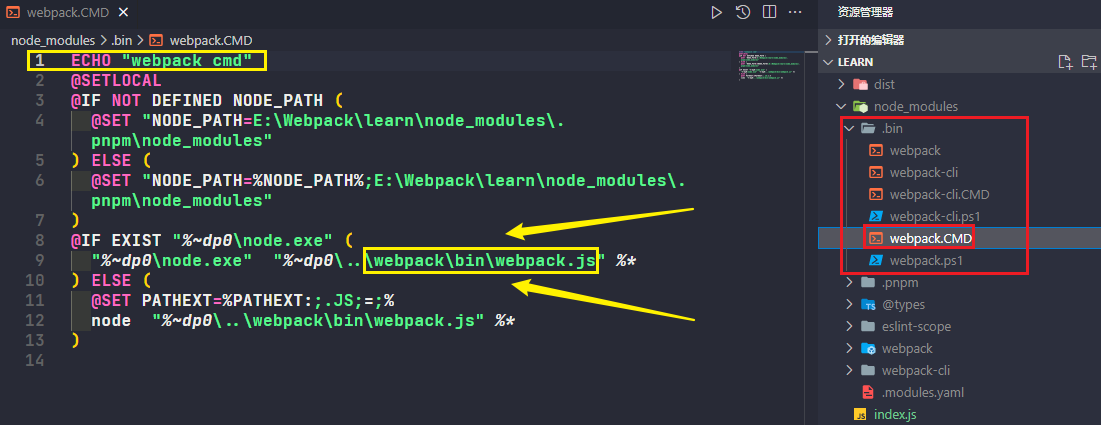 webpack.CMD
node_modules > .bin > webpack.CMD
1 ECHO "webpack cmd"
2 @SETLOCAL
3 @IF NOT DEFINED NODE_PATH (
4 @SET "NODE_PATH=E:\Webpack\learn\node_modules\.
pnpm\node_modules"
5 ) ELSE (
6 @SET "NODE_PATH=%NODE_PATH%;E:\Webpack\learn\node_modules\.
pnpm\node_modules"
7 )
8 @IF EXIST "%~dp0\node.exe" (
9 "%~dp0\node.exe"  "%~dp0\..\webpack\bin\webpack.js" %*
10 ) ELSE (
11 @SET PATHEXT=%PATHEXT:;.JS;=;%
12 node  "%~dp0\..\webpack\bin\webpack.js" %*
13 )
14
资源管理器
打开的编辑器
LEARN
dist
node_modules
.bin
webpack
webpack-cli
webpack-cli.CMD
webpack-cli.ps1
webpack.CMD
webpack.ps1
.pnpm
@types
eslint-scope
webpack
webpack-cli
.modules.yaml
index.js